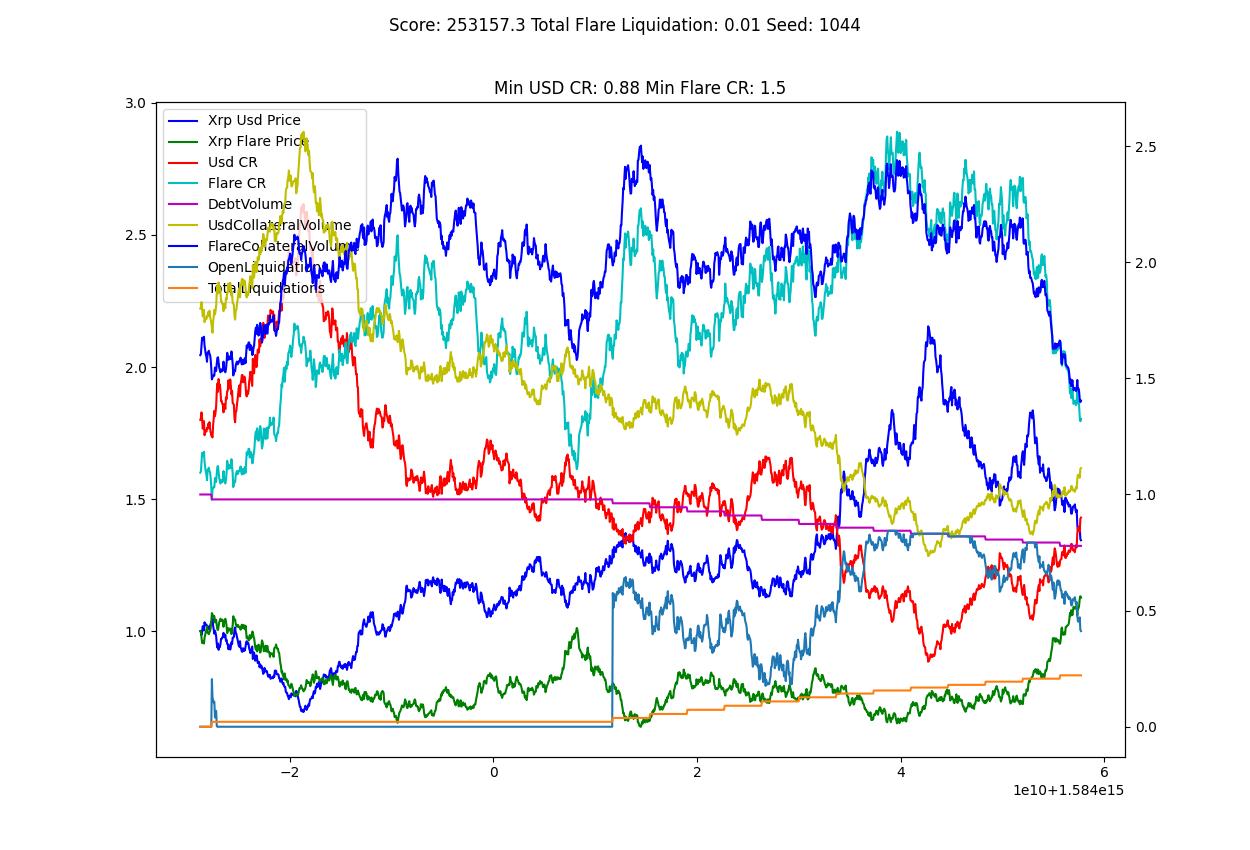 Score: 253157.3 Total Flare Liquidation: 0.01 Seed: 1044
Min USD CR: 0.88 Min Flare CR: 1.5
3.0
2.5
2.0
1.5
1.0
Xrp Usd Price
Xrp Flare Price
Usd CR
Flare CR
DebtVolume
UsdCollateralVolume
FlareCollateralVolume
OpenLiquidations
TotalLiquidations
2.5
2.0
1.5
1.0
0.5
0.0
−2 0 2 4 6
1e10+1.584e15